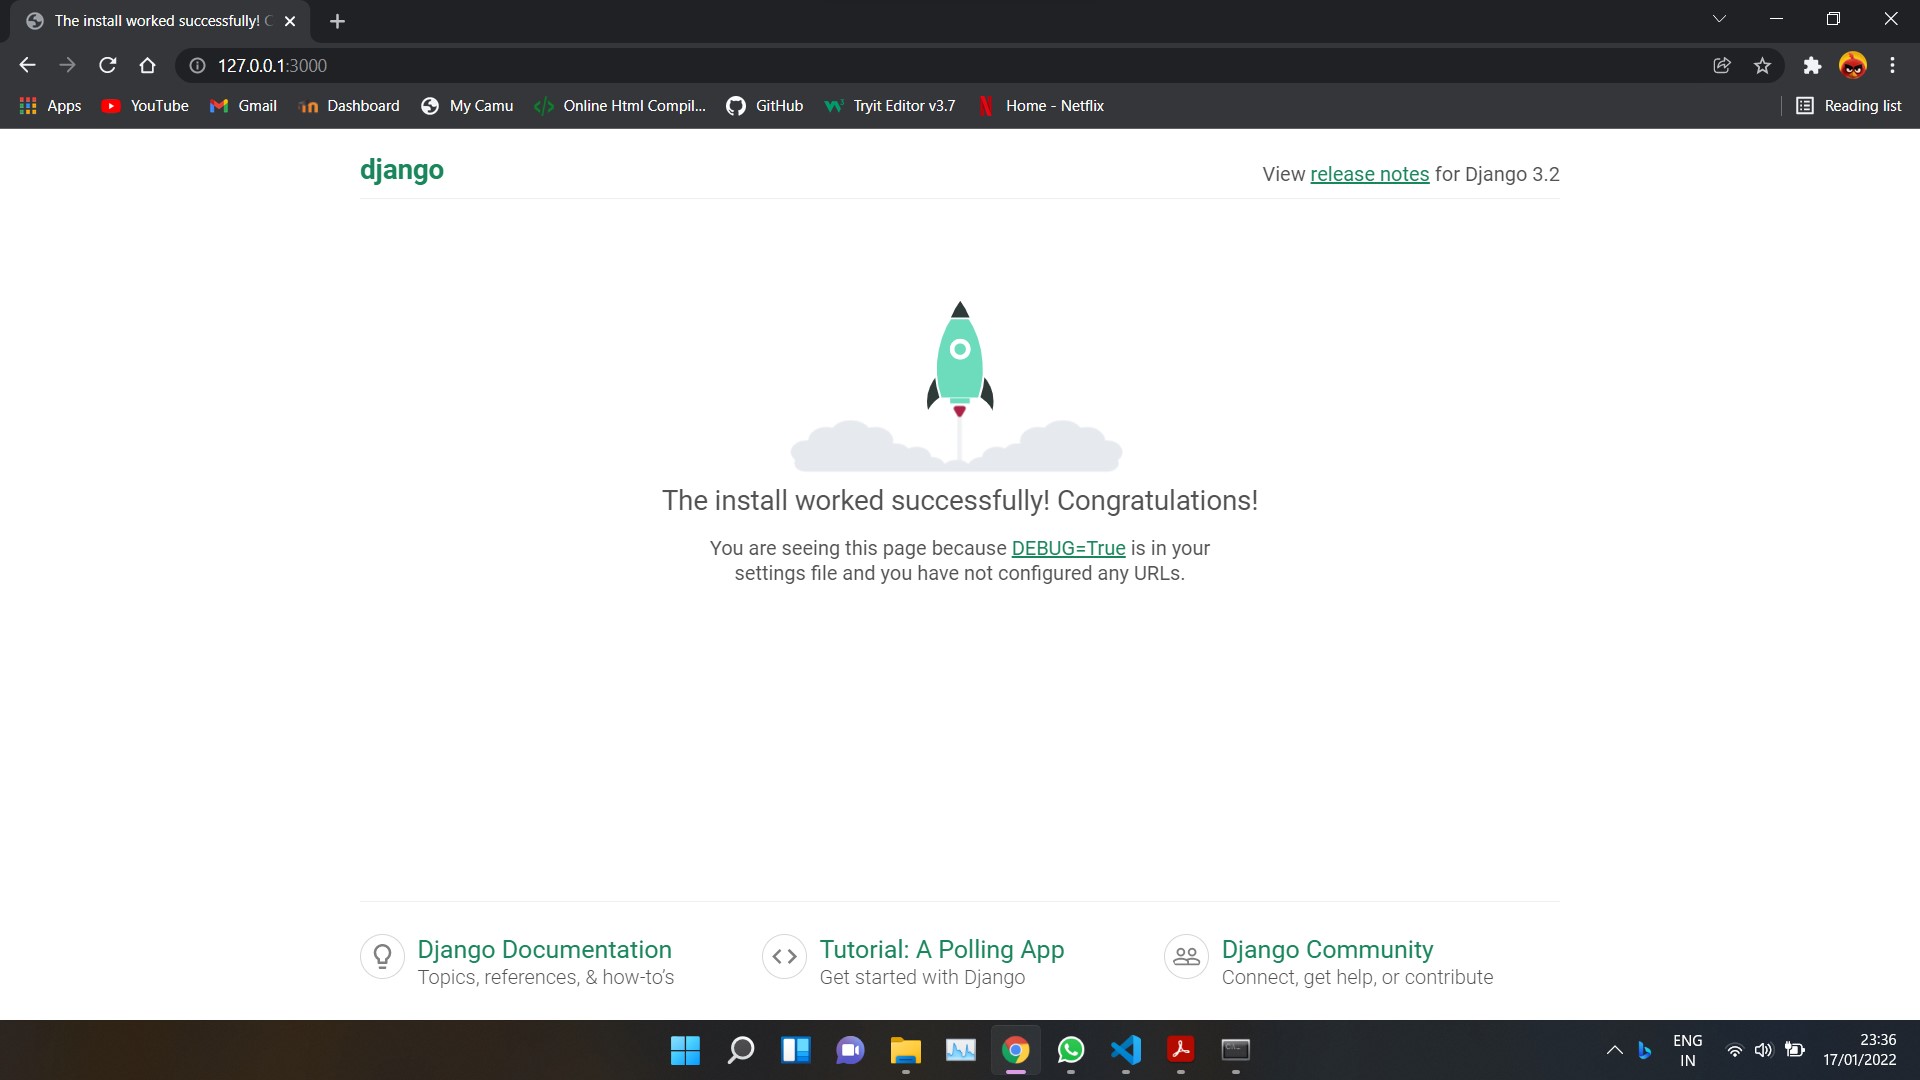 The install worked successfully! C
127.0.0.1:3000
Apps YouTube Gmail Dashboard My Camu Online Html Compil... GitHub Tryit Editor v3.7 Home - Netflix Reading list
django
View release notes for Django 3.2
The install worked successfully! Congratulations!
You are seeing this page because DEBUG=True is in your
settings file and you have not configured any URLs.
Django Documentation
Topics, references, & how-to’s
Tutorial: A Polling App
Get started with Django
Django Community
Connect, get help, or contribute
ENG
IN
23:36
17/01/2022